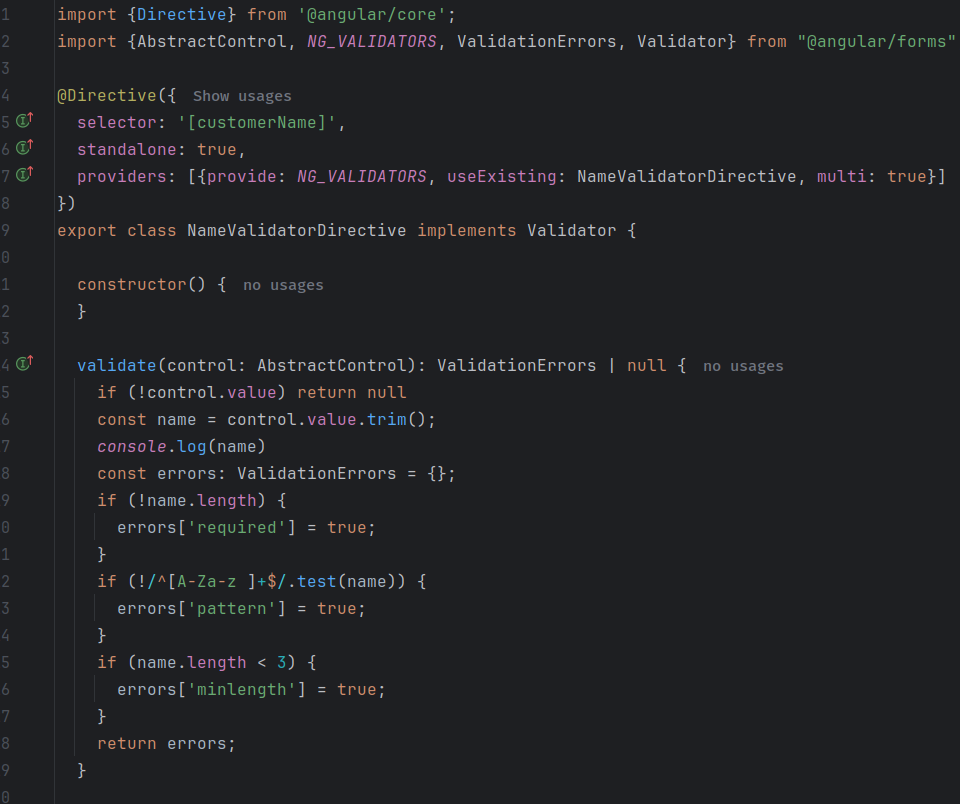 1 import {Directive} from '@angular/core';
2 import {AbstractControl, NG_VALIDATORS, ValidationErrors, Validator} from "@angular/forms"
3
4 @Directive({ Show usages
5 selector: '[customerName]',
6 standalone: true,
7 providers: [{provide: NG_VALIDATORS, useExisting: NameValidatorDirective, multi: true}]
8 })
9 export class NameValidatorDirective implements Validator {
0
1 constructor() { no usages
2 }
3
4 validate(control: AbstractControl): ValidationErrors | null { no usages
5 if (!control.value) return null
6 const name = control.value.trim();
7 console.log(name)
8 const errors: ValidationErrors = {};
9 if (!name.length) {
0 errors['required'] = true;
1 }
2 if (!/^[A-Za-z ]+$/.test(name)) {
3 errors['pattern'] = true;
4 }
5 if (name.length < 3) {
6 errors['minlength'] = true;
7 }
8 return errors;
9 }
0